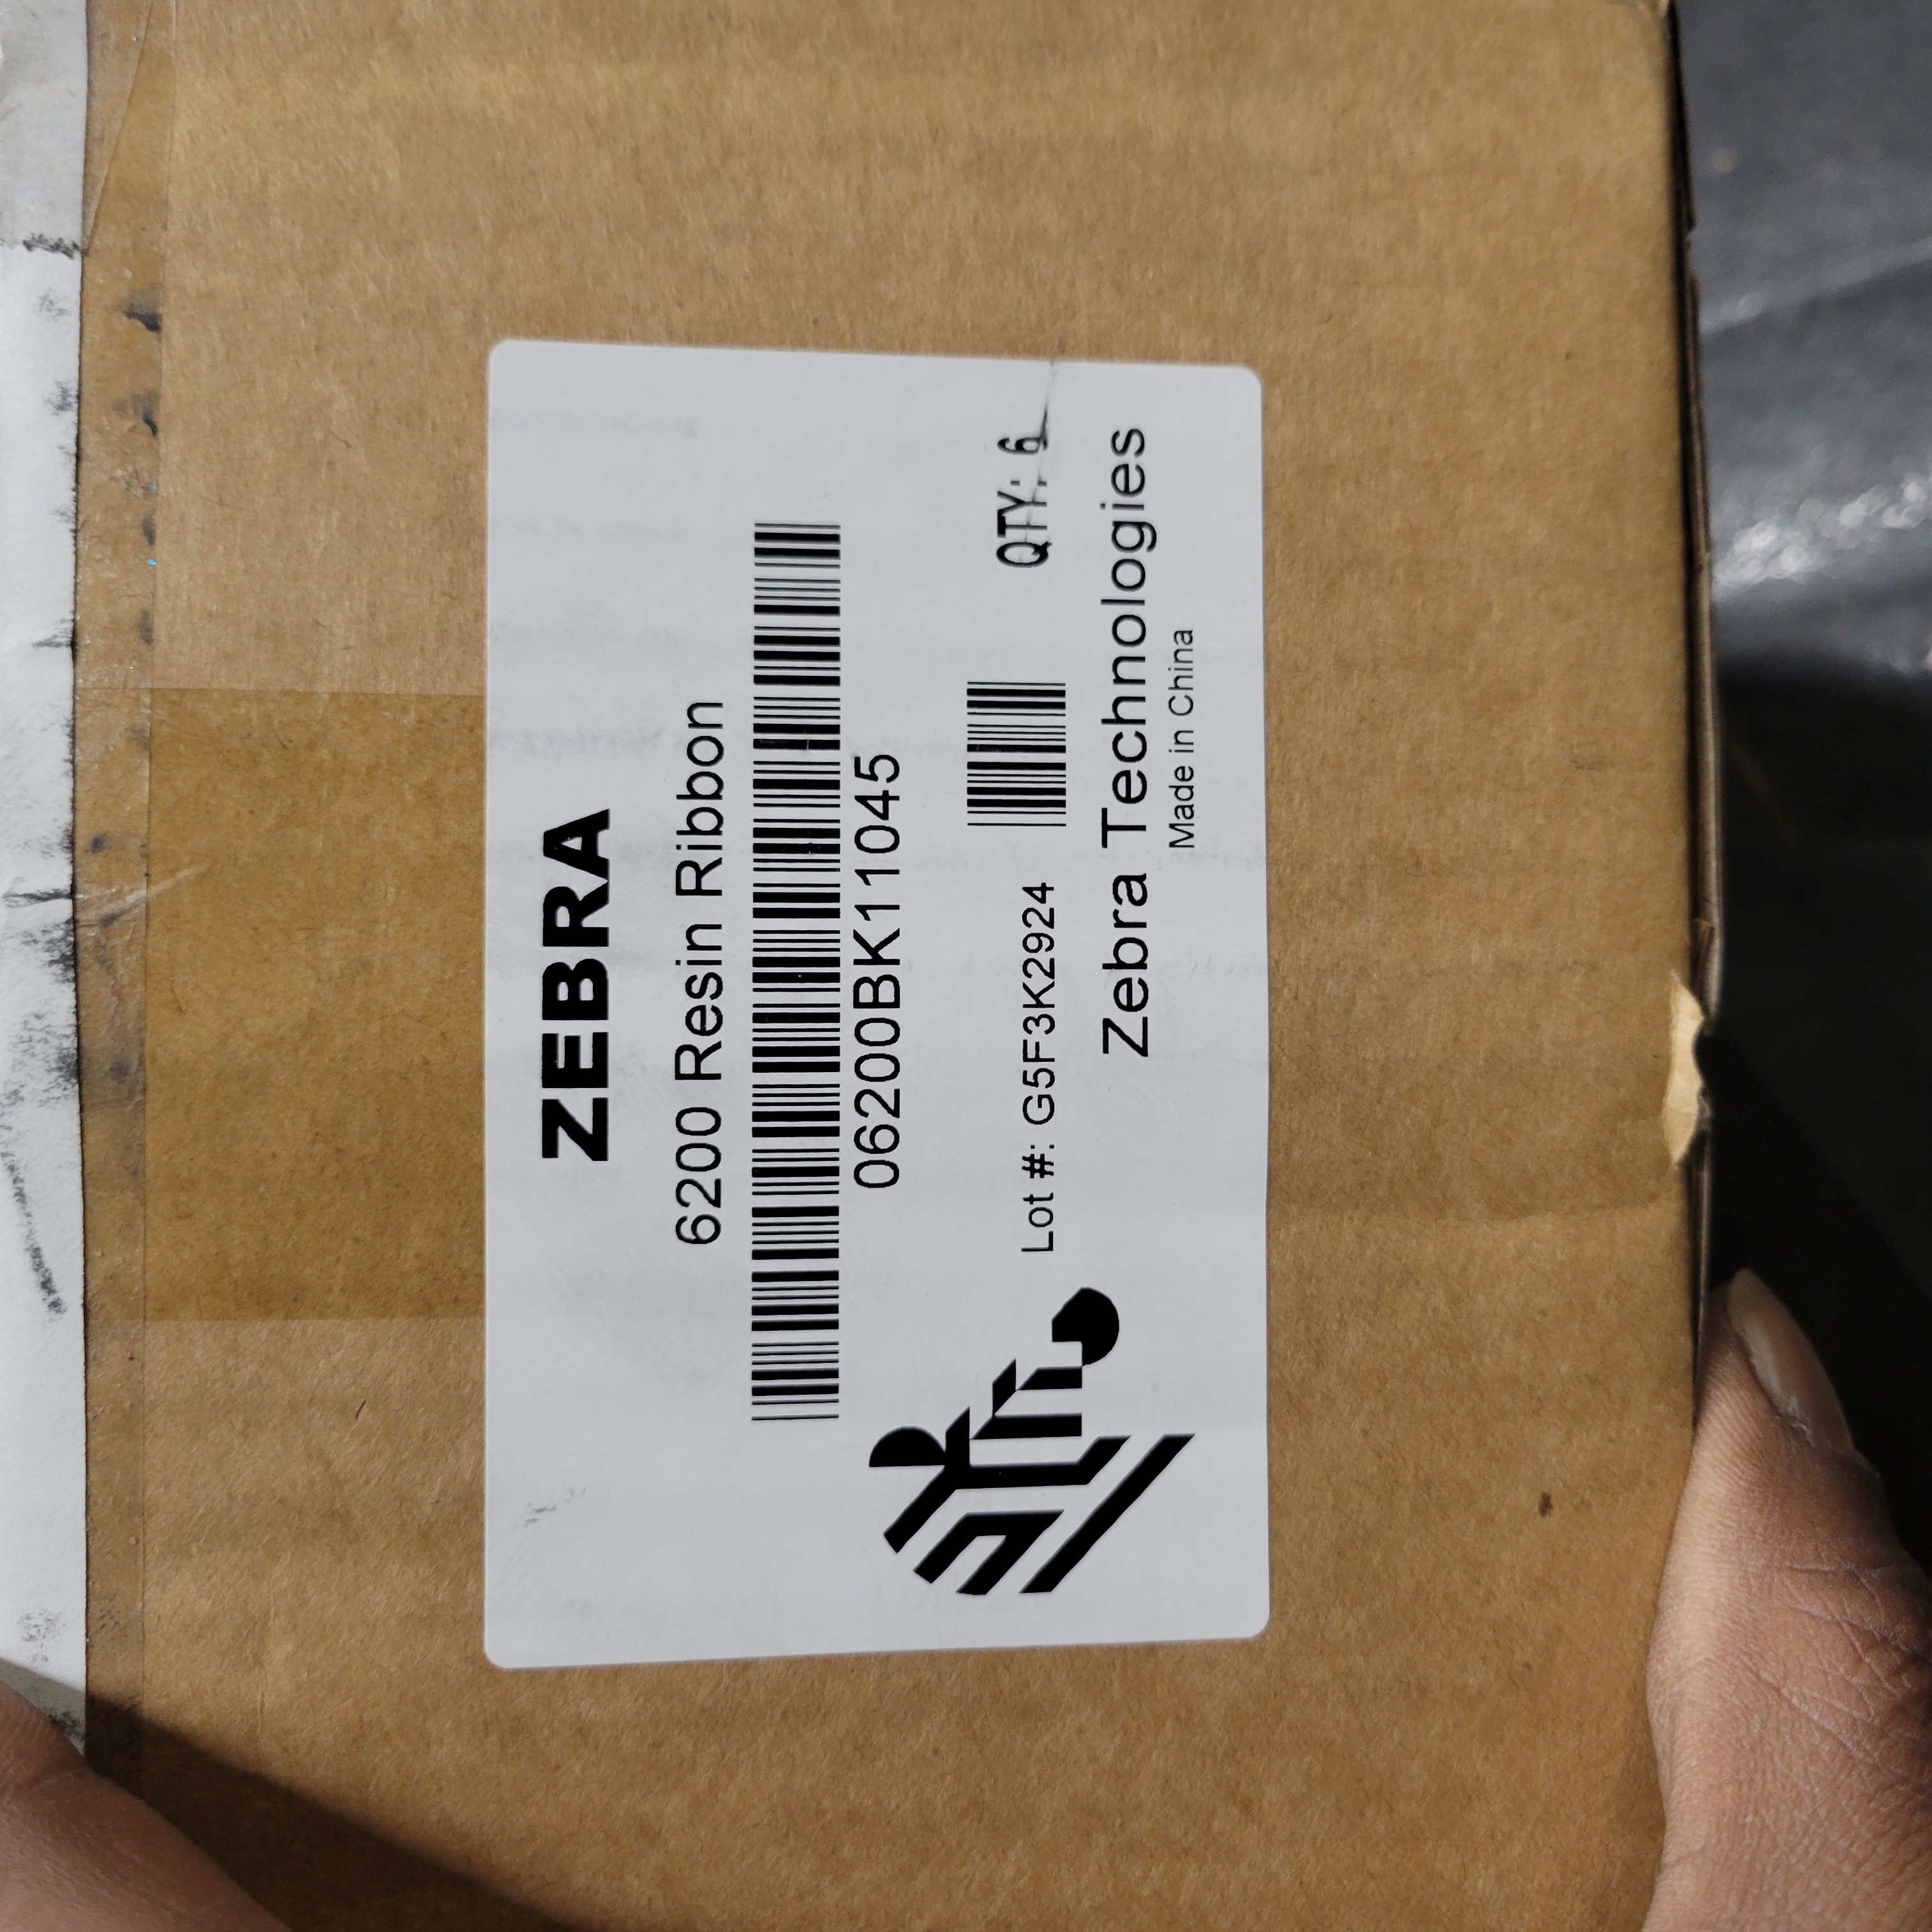 ZEBRA
6200 Resin Ribbon
06200BK11045
Lot #: G5F3K2924
QTY: 6
Zebra Technologies
Made in China